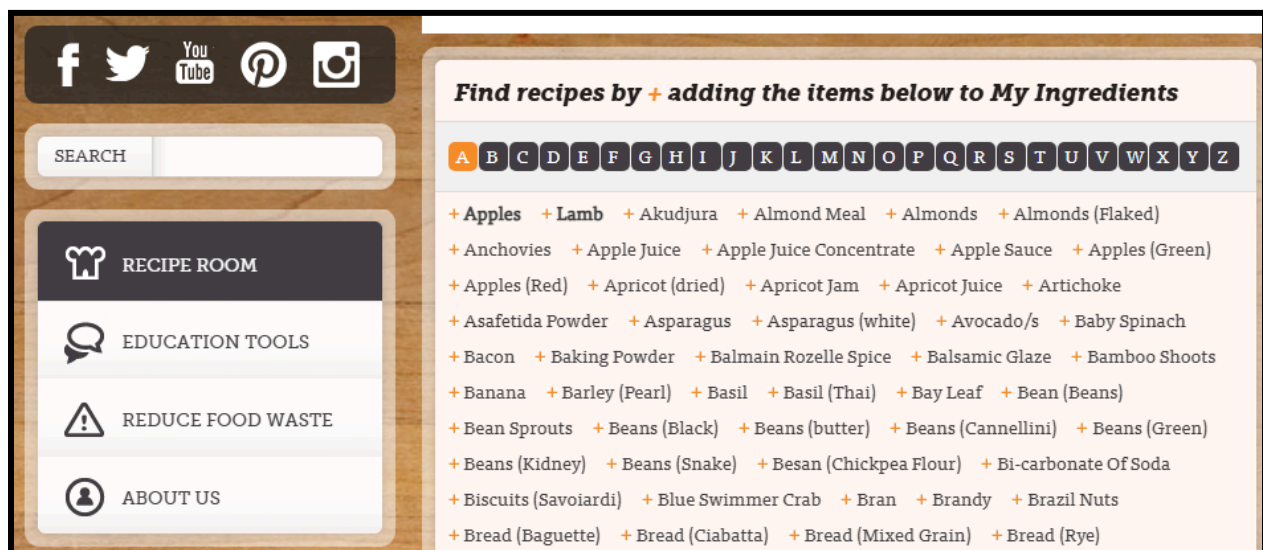 You
Tube
SEARCH
RECIPE ROOM
EDUCATION TOOLS
REDUCE FOOD WASTE
ABOUT US
Find recipes by + adding the items below to My Ingredients
A B C D E F G H I J K L M N O P Q R S T U V W X Y Z
+ Apples + Lamb + Akudjura + Almond Meal + Almonds + Almonds (Flaked)
+ Anchovies + Apple Juice + Apple Juice Concentrate + Apple Sauce + Apples (Green)
+ Apples (Red) + Apricot (dried) + Apricot Jam + Apricot Juice + Artichoke
+ Asafetida Powder + Asparagus + Asparagus (white) + Avocado/s + Baby Spinach
+ Bacon + Baking Powder + Balmain Rozelle Spice + Balsamic Glaze + Bamboo Shoots
+ Banana + Barley (Pearl) + Basil + Basil (Thai) + Bay Leaf + Bean (Beans)
+ Bean Sprouts + Beans (Black) + Beans (butter) + Beans (Cannellini) + Beans (Green)
+ Beans (Kidney) + Beans (Snake) + Besan (Chickpea Flour) + Bi-carbonate Of Soda
+ Biscuits (Savoiardi) + Blue Swimmer Crab + Bran + Brandy + Brazil Nuts
+ Bread (Baguette) + Bread (Ciabatta) + Bread (Mixed Grain) + Bread (Rye)